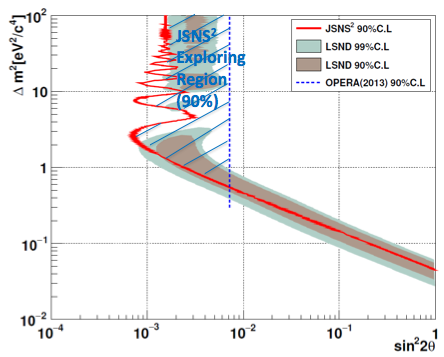 Δ m²[eV²/c⁴]
10²
10
1
10⁻¹
10⁻²
10⁻⁴
10⁻³
10⁻²
10⁻¹
1
sin²2θ
JSNS²
Exploring
Region
(90%)
JSNS² 90%C.L
LSND 99%C.L
LSND 90%C.L
OPERA(2013) 90%C.L